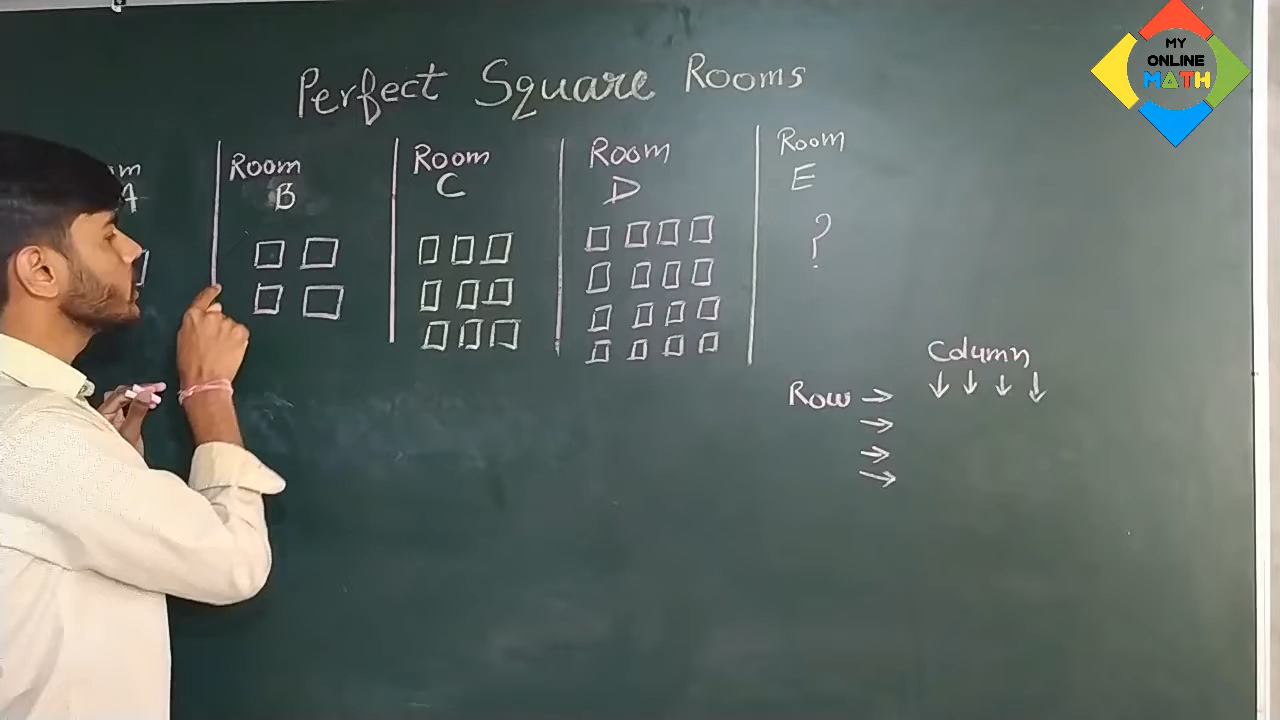 Perfect Square Rooms
A
Room
B
Room
C
Room
D
Room
E
?
Column
Row → ↓ ↓ ↓ ↓
→
→
→
MY
ONLINE
MATH